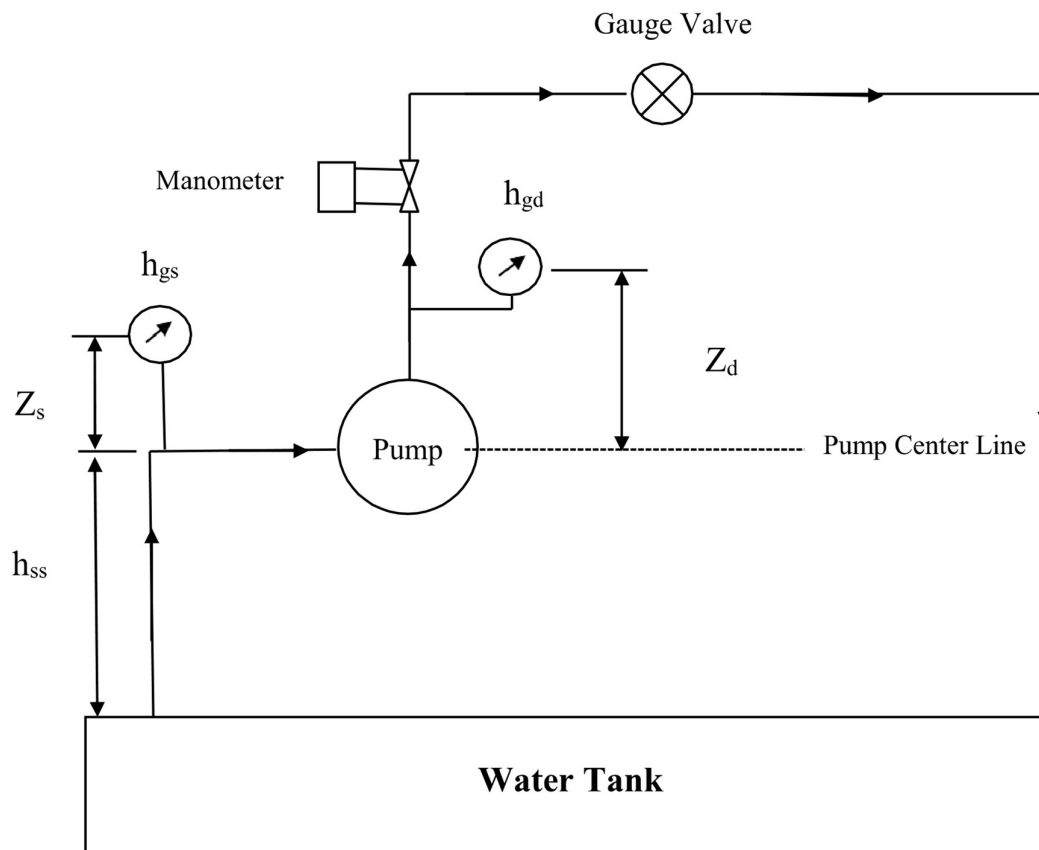 Gauge Valve
Manometer
hgd
hgs
Zd
Zs
Pump
Pump Center Line
hss
Water Tank